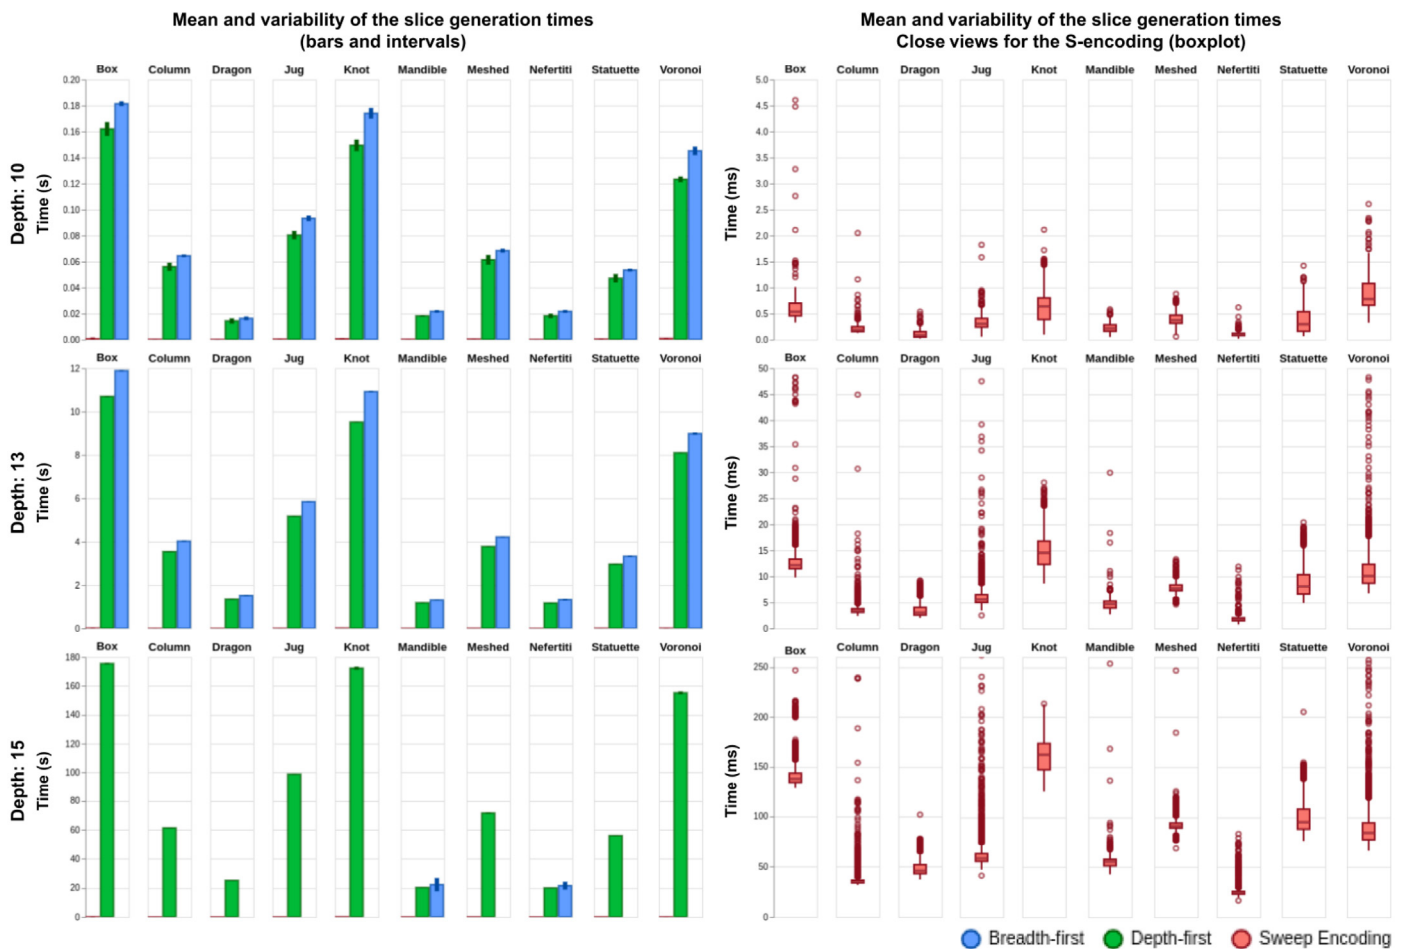 Mean and variability of the slice generation times
(bars and intervals)
Mean and variability of the slice generation times
Close views for the S-encoding (boxplot)
Box Column Dragon Jug Knot Mandible Meshed Nefertiti Statuette Voronoi
Depth: 10
Time (s)
0.20
0.18
0.16
0.14
0.12
0.10
0.08
0.06
0.04
0.02
0.00
Box Column Dragon Jug Knot Mandible Meshed Nefertiti Statuette Voronoi
Time (ms)
5.0
4.5
4.0
3.5
3.0
2.5
2.0
1.5
1.0
0.5
0.0
Box Column Dragon Jug Knot Mandible Meshed Nefertiti Statuette Voronoi
Depth: 13
Time (s)
12
10
8
6
4
2
0
Box Column Dragon Jug Knot Mandible Meshed Nefertiti Statuette Voronoi
Time (ms)
50
45
40
35
30
25
20
15
10
5
0
Box Column Dragon Jug Knot Mandible Meshed Nefertiti Statuette Voronoi
Depth: 15
Time (s)
180
160
140
120
100
80
60
40
20
0
Box Column Dragon Jug Knot Mandible Meshed Nefertiti Statuette Voronoi
Time (ms)
250
200
150
100
50
0
Breadth-first Depth-first Sweep Encoding